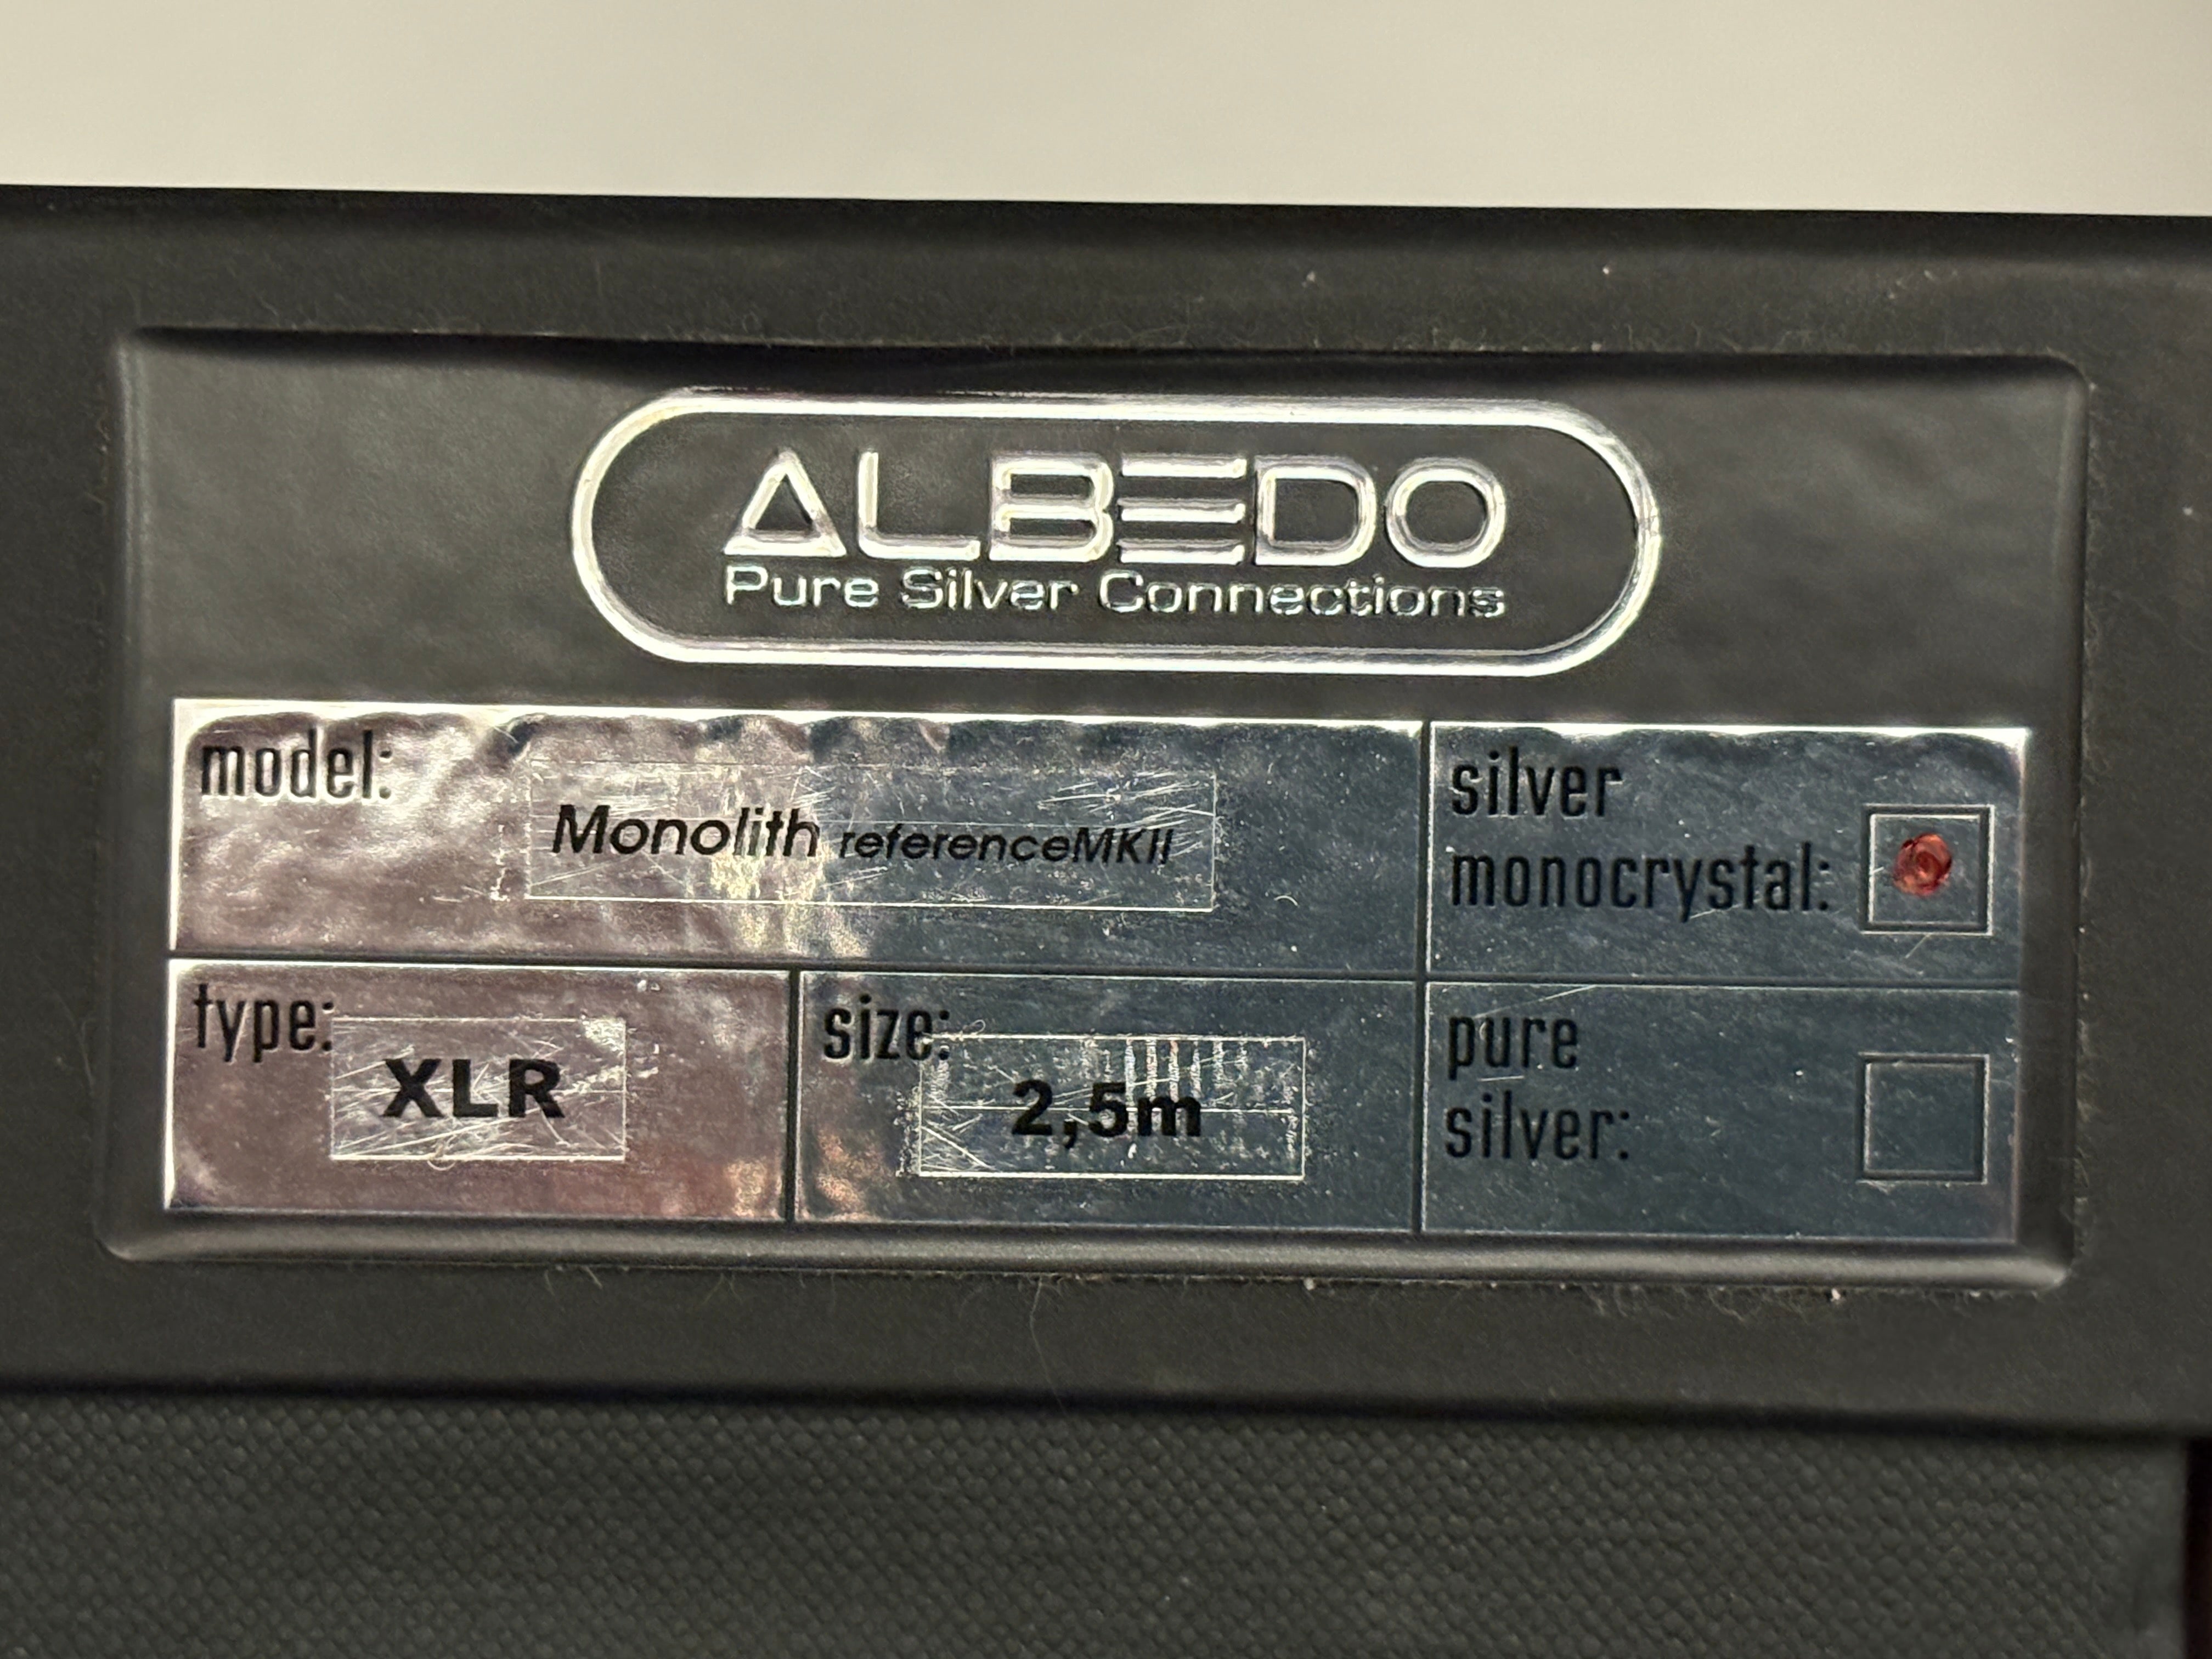 ALBEDO
Pure Silver Connections
model: Monolith referenceMKII
silver
monocrystal:
type: XLR
size: 2,5m
pure
silver: